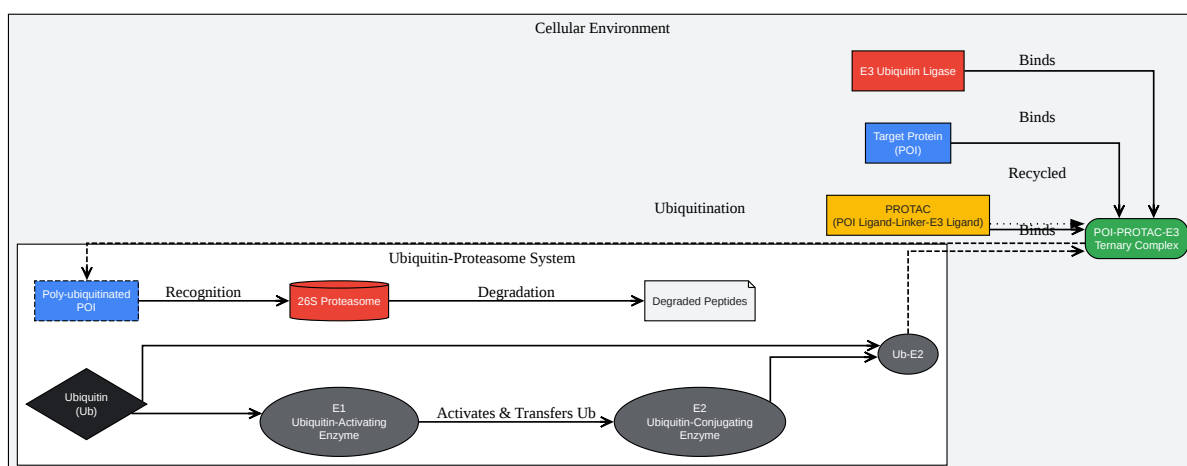 Cellular Environment
E3 Ubiquitin Ligase
Binds
Target Protein
(POI)
Binds
Recycled
PROTAC
(POI Ligand-Linker-E3 Ligand)
Ubiquitination
Binds
POI-PROTAC-E3
Ternary Complex
Ubiquitin-Proteasome System
Poly-ubiquitinated
POI
Recognition
26S Proteasome
Degradation
Degraded Peptides
Ub-E2
Ubiquitin
(Ub)
E1
Ubiquitin-Activating
Enzyme
Activates & Transfers Ub
E2
Ubiquitin-Conjugating
Enzyme